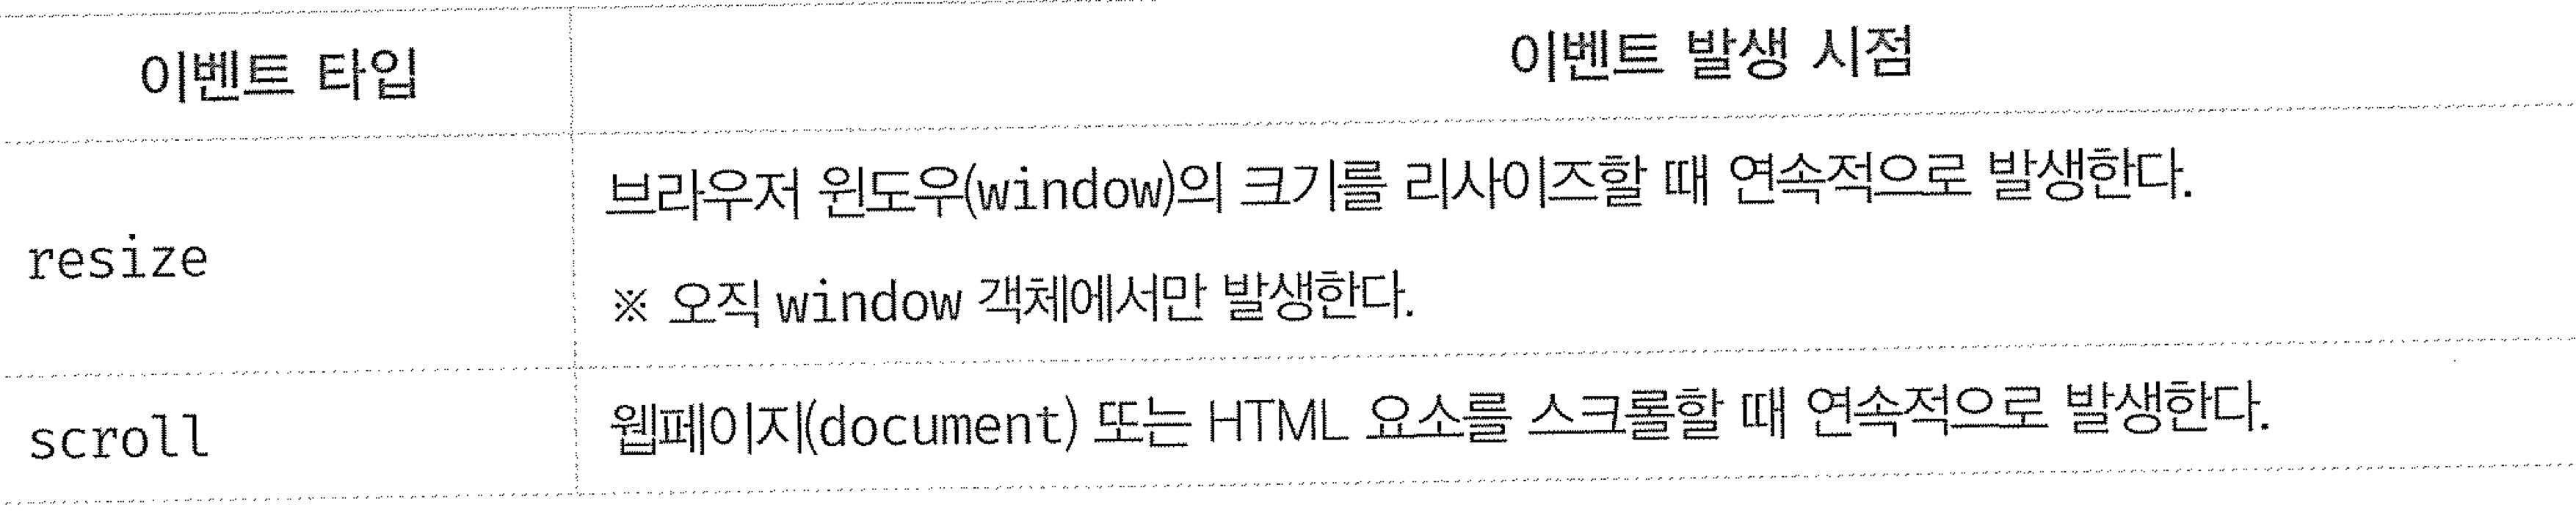 이벤트 타입
이벤트 발생 시점
resize
브라우저 윈도우(window)의 크기를 리사이즈할 때 연속적으로 발생한다.
※ 오직 window 객체에서만 발생한다.
scroll
웹페이지(document) 또는 HTML 요소를 스크롤할 때 연속적으로 발생한다.